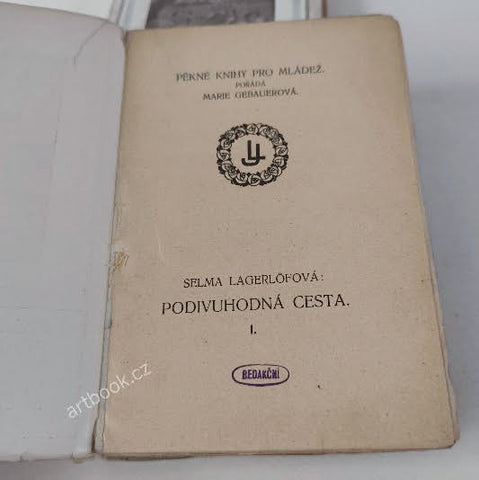 PĚKNÉ KNIHY PRO MLÁDEŽ.
POŘÁDÁ
MARIE GEBAUEROVÁ.
SELMA LAGERLÖFOVÁ:
PODIVUHODNÁ CESTA.
I.
REDAKČNÍ
artbook.cz